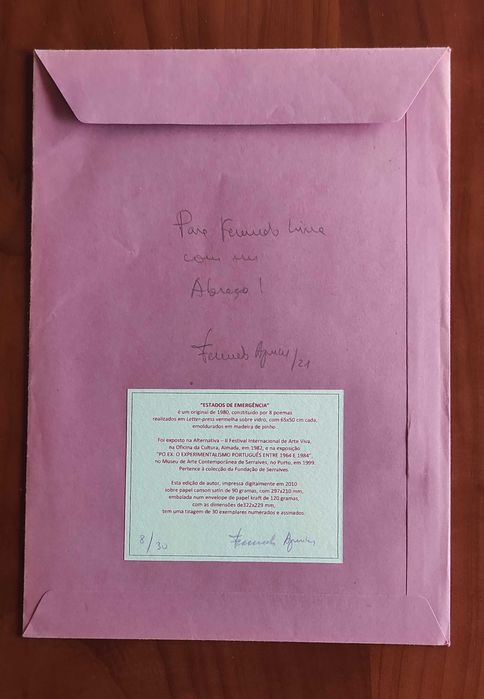 Para Fernando Lima
com um
Abraço!
Fernando Aguiar/21
"ESTADOS DE EMERGÊNCIA"
é um original de 1980, constituído por 8 poemas
realizados em Letter-press vermelha sobre vidro, com 65x50 cm cada,
emoldurados em madeira de pinho.
Foi exposto na Alternativa – II Festival Internacional de Arte Viva,
na Oficina da Cultura, Almada, em 1982, e na exposição
"PO.EX. O EXPERIMENTALISMO PORTUGUÊS ENTRE 1964 E 1984",
no Museu de Arte Contemporânea de Serralves, no Porto, em 1999.
Pertence à colecção da Fundação de Serralves.
Esta edição de autor, impressa digitalmente em 2010
sobre papel canson satin de 90 gramas, com 297x210 mm,
embalada num envelope de papel kraft de 120 gramas,
com as dimensões de322x229 mm,
tem uma tiragem de 30 exemplares numerados e assinados.
8/30 Fernando Aguiar